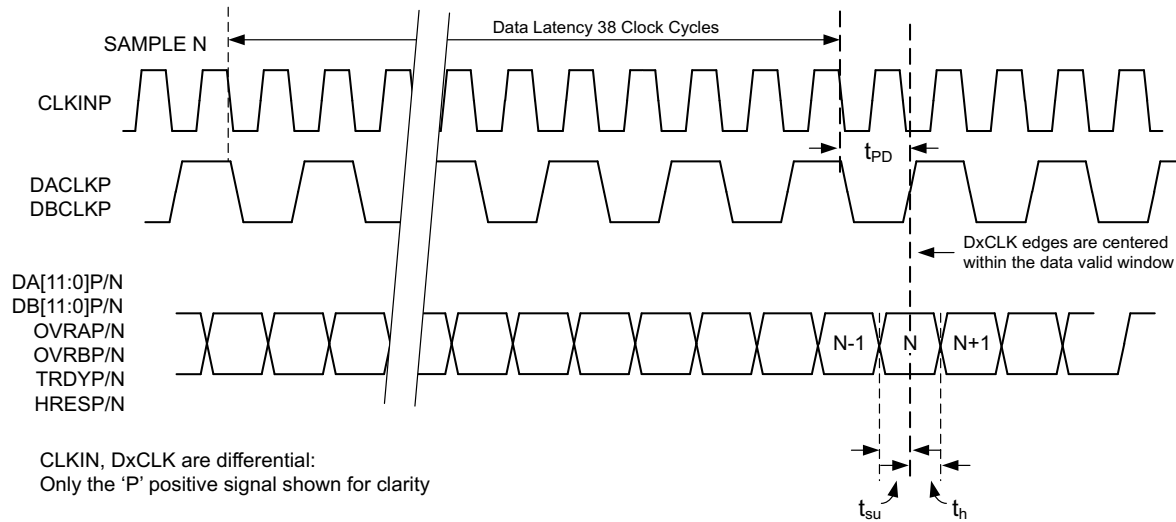 Data Latency 38 Clock Cycles
SAMPLE N
CLKINP
tPD
DACLKP
DBCLKP
DxCLK edges are centered
within the data valid window
DA[11:0]P/N
DB[11:0]P/N
OVRAP/N
OVRBP/N
TRDYP/N
HRESP/N
N-1
N
N+1
CLKIN, DxCLK are differential:
Only the ‘P’ positive signal shown for clarity
tsu
th